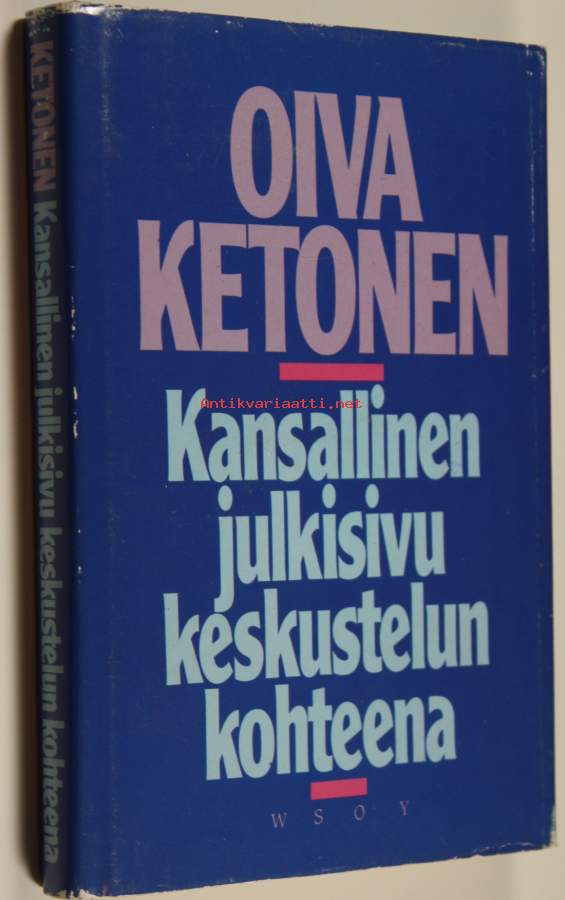 KETONEN Kansallinen julkisivu keskustelun kohteena
OIVA
KETONEN
Antikvariaatti.net
Kansallinen
julkisivu
keskustelun
kohteena
WSOY